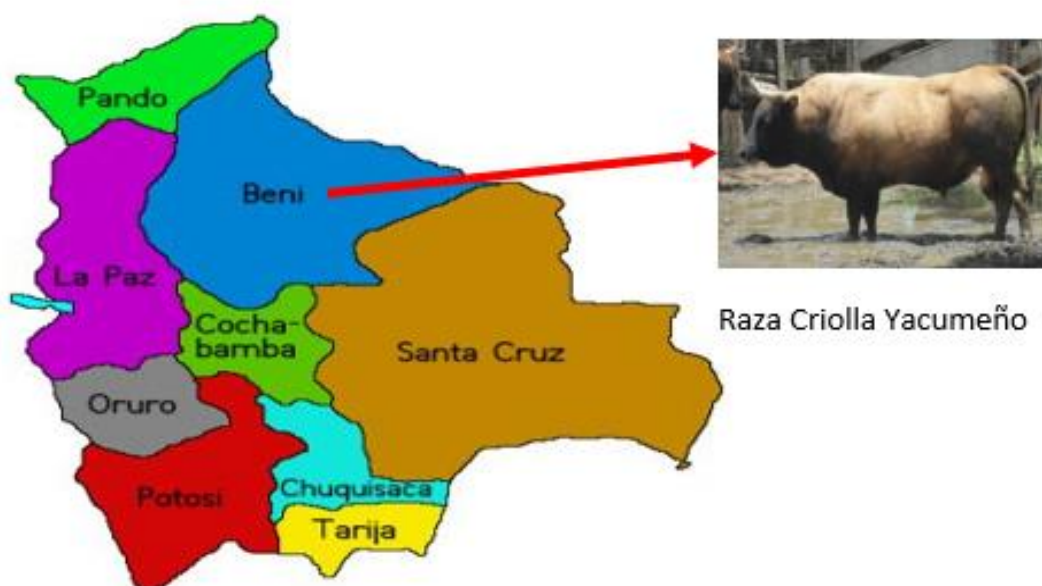 Pando
Beni
La Paz
Cocha-
bamba
Santa Cruz
Oruro
Potosi
Chuquisaca
Tarija
Raza Criolla Yacumeño